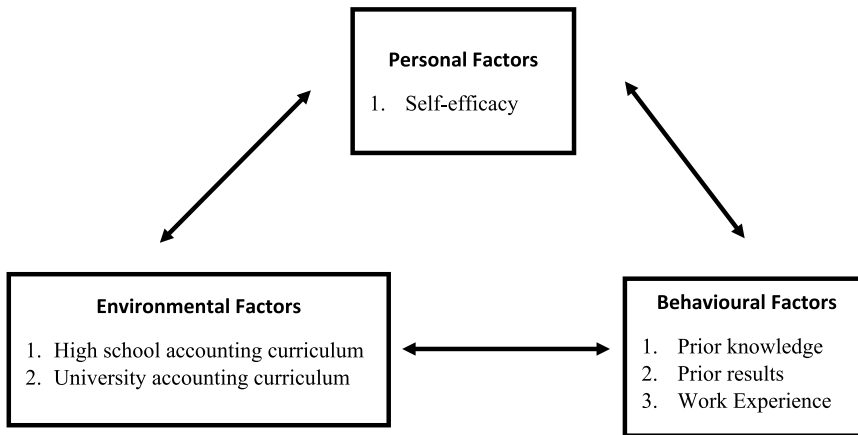 Personal Factors
1. Self-efficacy
Environmental Factors
1. High school accounting curriculum
2. University accounting curriculum
Behavioural Factors
1. Prior knowledge
2. Prior results
3. Work Experience